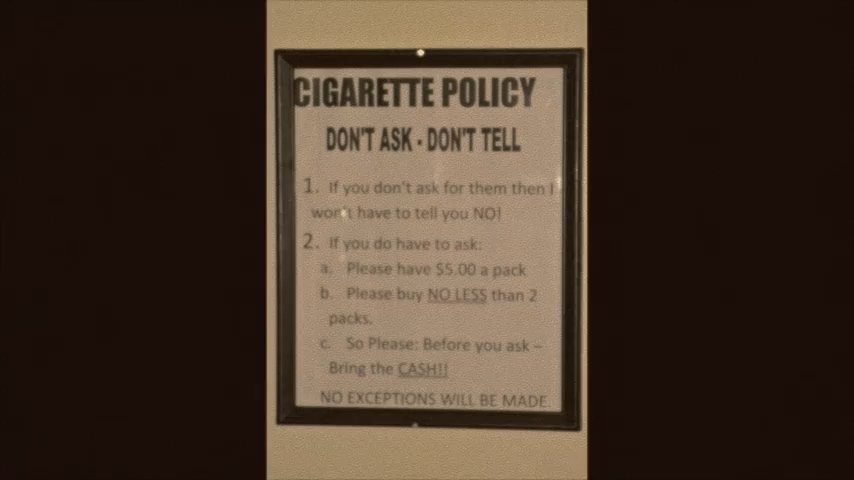 CIGARETTE POLICY
DON'T ASK - DON'T TELL
1. If you don't ask for them then I
won't have to tell you NO!
2. If you do have to ask:
a. Please have $5.00 a pack
b. Please buy NO LESS than 2
packs.
c. So Please: Before you ask –
Bring the CASH!!
NO EXCEPTIONS WILL BE MADE.